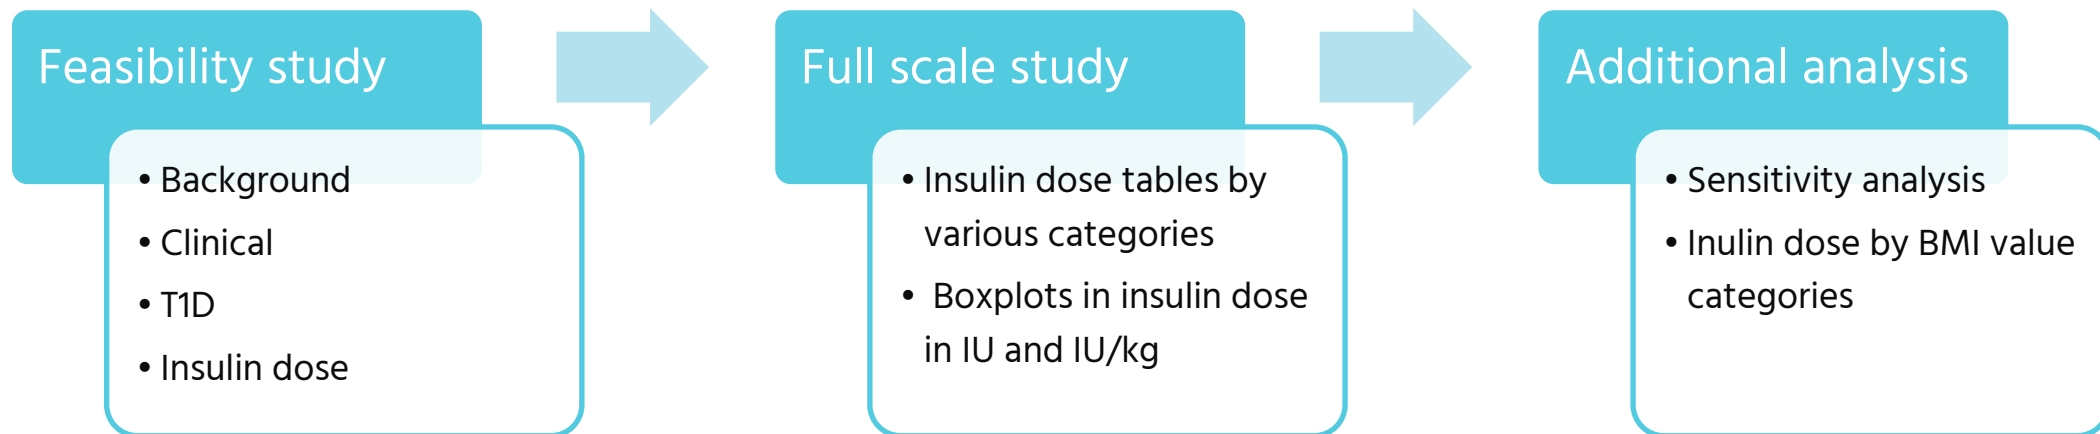 Feasibility study
• Background
• Clinical
• T1D
• Insulin dose
Full scale study
• Insulin dose tables by
various categories
• Boxplots in insulin dose
in IU and IU/kg
Additional analysis
• Sensitivity analysis
• Inulin dose by BMI value
categories